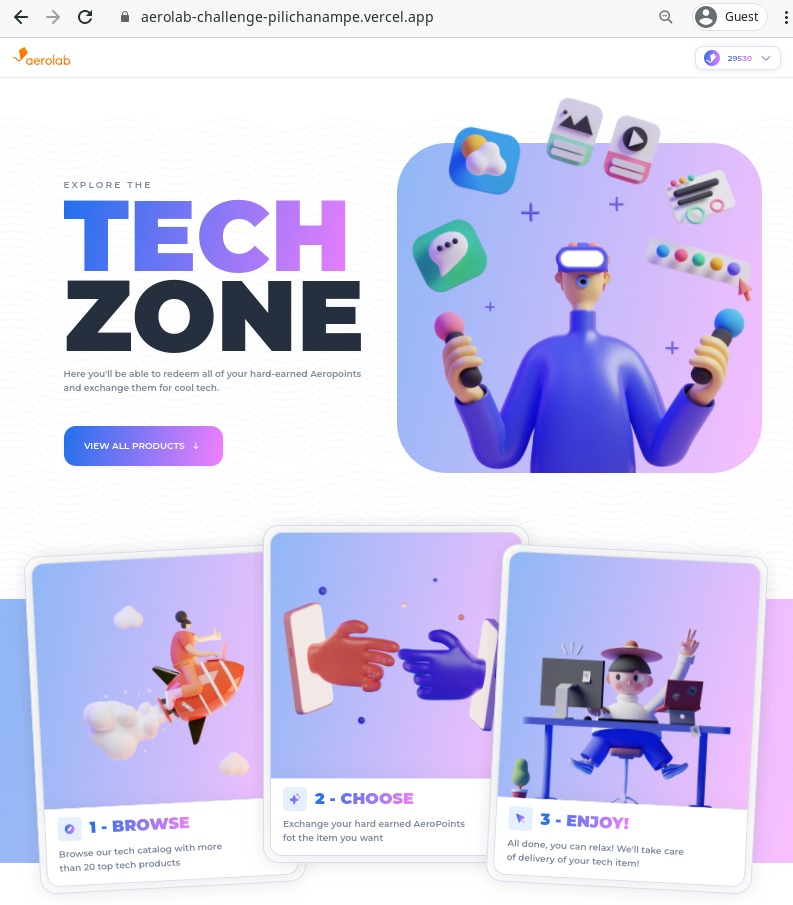 aerolab-challenge-pilichanampe.vercel.app
Guest
aerolab
29530
EXPLORE THE
TECH
ZONE
Here you'll be able to redeem all of your hard-earned Aeropoints
and exchange them for cool tech.
VIEW ALL PRODUCTS ↓
1 - BROWSE
Browse our tech catalog with more
than 20 top tech products
2 - CHOOSE
Exchange your hard earned AeroPoints
fot the item you want
3 - ENJOY!
All done, you can relax! We'll take care
of delivery of your tech item!